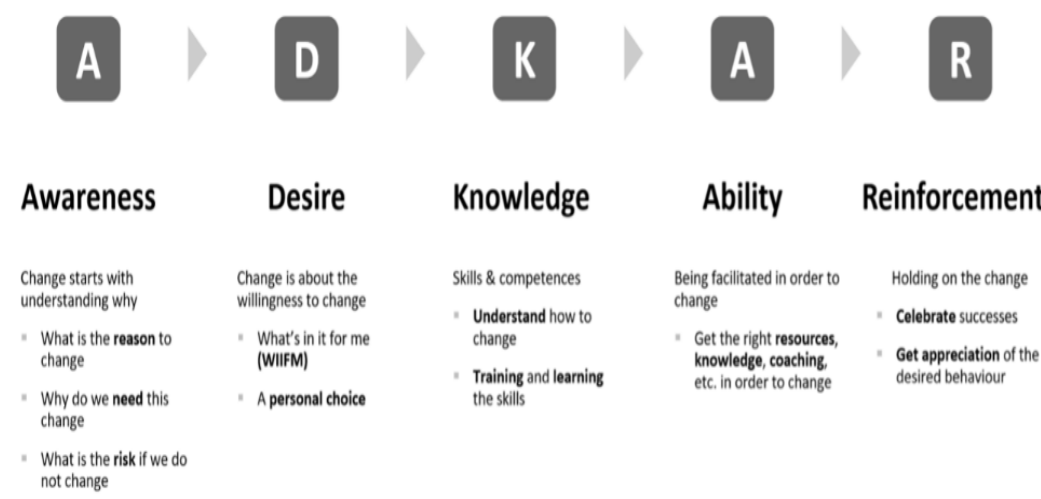 A
D
K
A
R
Awareness
Change starts with
understanding why
What is the reason to
change
Why do we need this
change
What is the risk if we do
not change
Desire
Change is about the
willingness to change
What's in it for me
(WIIFM)
A personal choice
Knowledge
Skills & competences
Understand how to
change
Training and learning
the skills
Ability
Being facilitated in order to
change
Get the right resources,
knowledge, coaching,
etc. in order to change
Reinforcement
Holding on the change
Celebrate successes
Get appreciation of the
desired behaviour